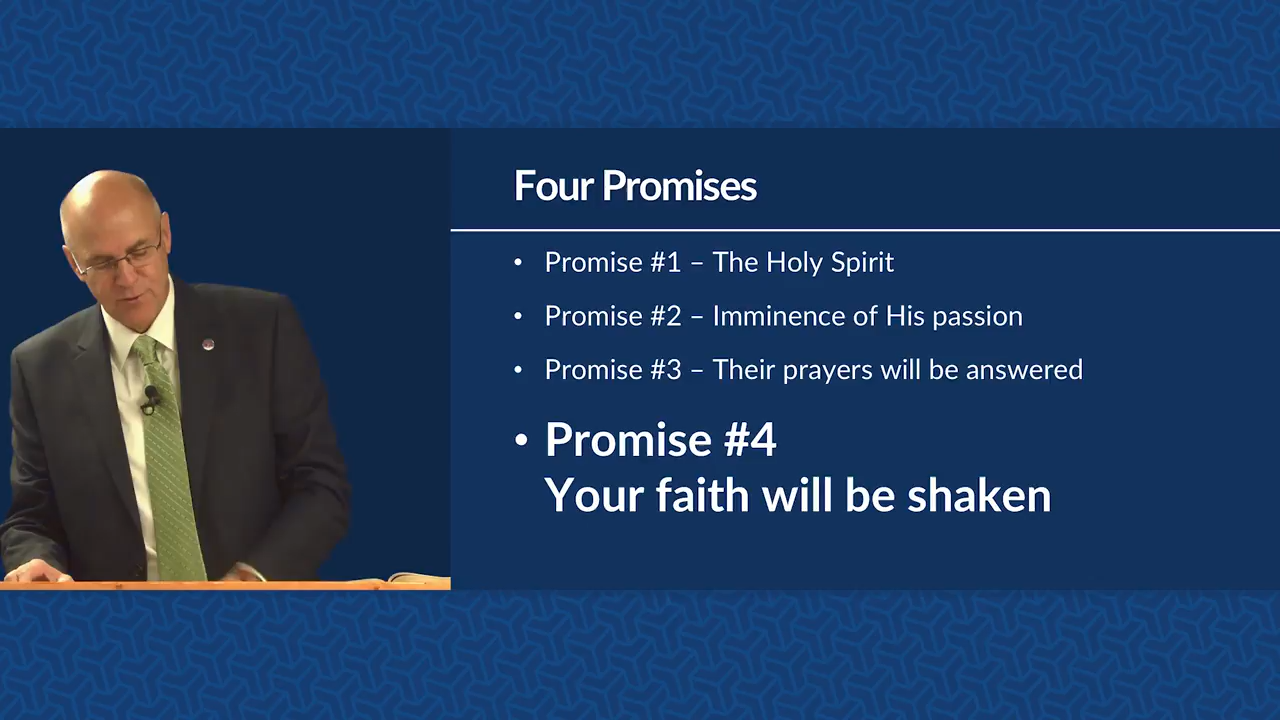 Four Promises
• Promise #1 – The Holy Spirit
• Promise #2 – Imminence of His passion
• Promise #3 – Their prayers will be answered
• Promise #4
Your faith will be shaken